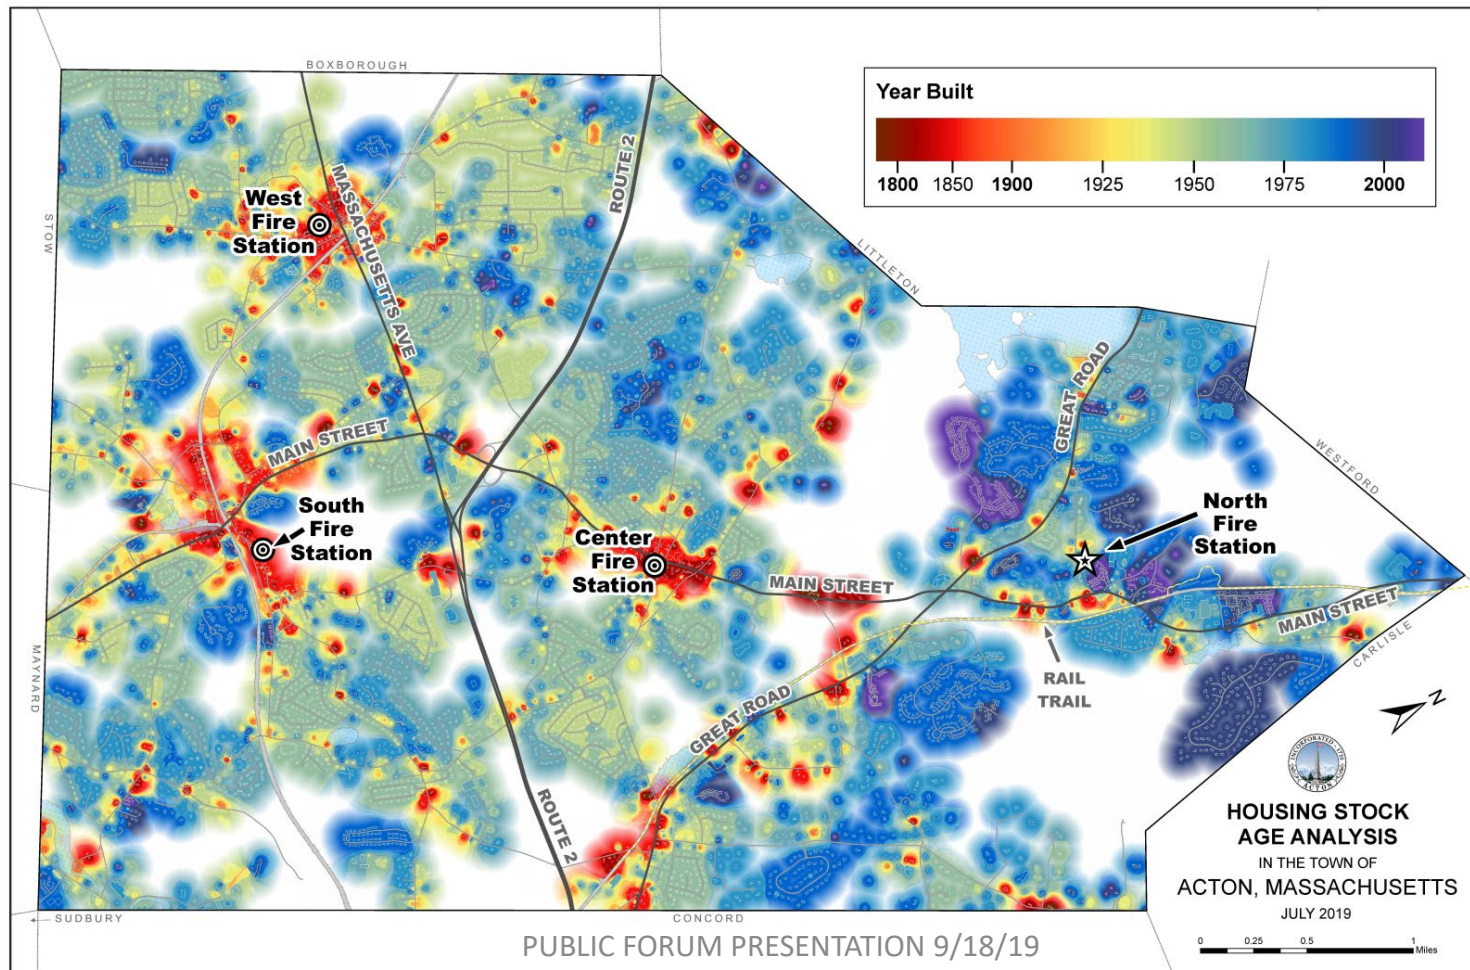 BOXBOROUGH
Year Built
1800 1850 1900 1925 1950 1975 2000
STOW
West
Fire
Station
MASSACHUSETTS AVE
ROUTE 2
LITTLETON
GREAT ROAD
WESTFORD
MAIN STREET
South
Fire
Station
Center
Fire
Station
North
Fire
Station
MAIN STREET
MAIN STREET
CARLISLE
MAYNARD
RAIL
TRAIL
GREAT ROAD
ROUTE 2
N
INCORPORATED 1735
ACTON
HOUSING STOCK
AGE ANALYSIS
IN THE TOWN OF
ACTON, MASSACHUSETTS
JULY 2019
0 0.25 0.5 1
Miles
SUDBURY
CONCORD
PUBLIC FORUM PRESENTATION 9/18/19